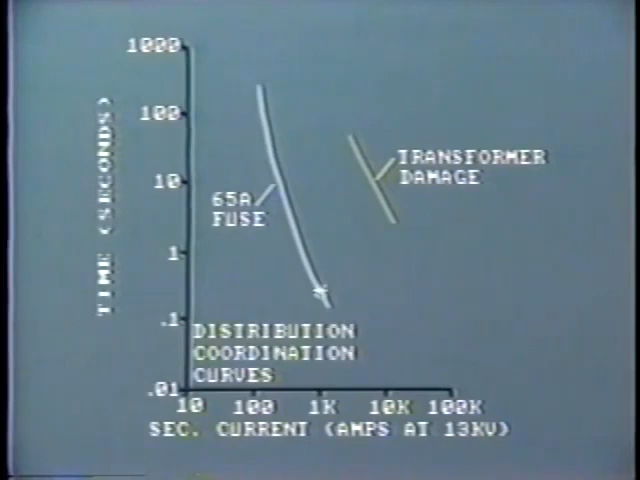 1000
100
10
1
.1
.01
TIME (SECONDS)
TRANSFORMER
DAMAGE
65A
FUSE
DISTRIBUTION
COORDINATION
CURVES
10 100 1K 10K 100K
SEC. CURRENT (AMPS AT 13KV)